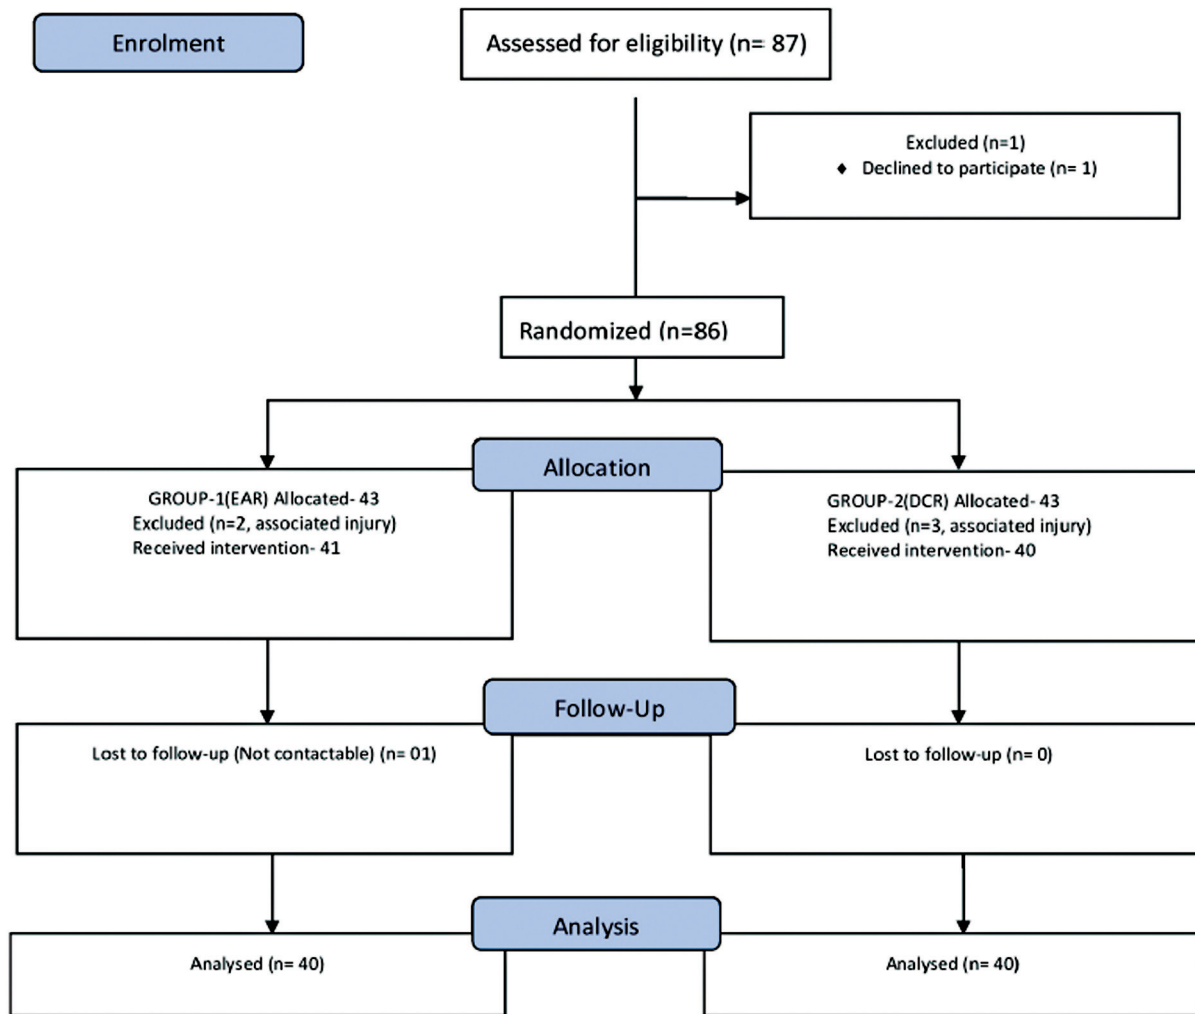 Enrolment
Assessed for eligibility (n= 87)
Excluded (n=1)
♦ Declined to participate (n= 1)
Randomized (n=86)
Allocation
GROUP-1(EAR) Allocated- 43
Excluded (n=2, associated injury)
Received intervention- 41
GROUP-2(DCR) Allocated- 43
Excluded (n=3, associated injury)
Received intervention- 40
Follow-Up
Lost to follow-up (Not contactable) (n= 01)
Lost to follow-up (n= 0)
Analysis
Analysed (n= 40)
Analysed (n= 40)